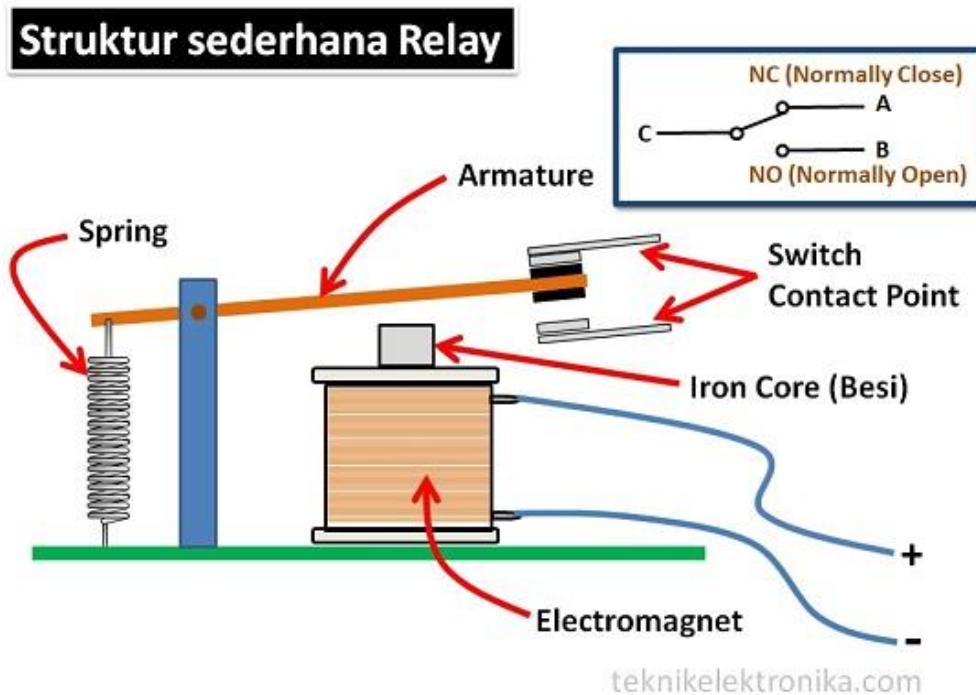 Struktur sederhana Relay
NC (Normally Close)
A
C
B
NO (Normally Open)
Armature
Spring
Switch
Contact Point
Iron Core (Besi)
+
Electromagnet
-
teknikelektronika.com